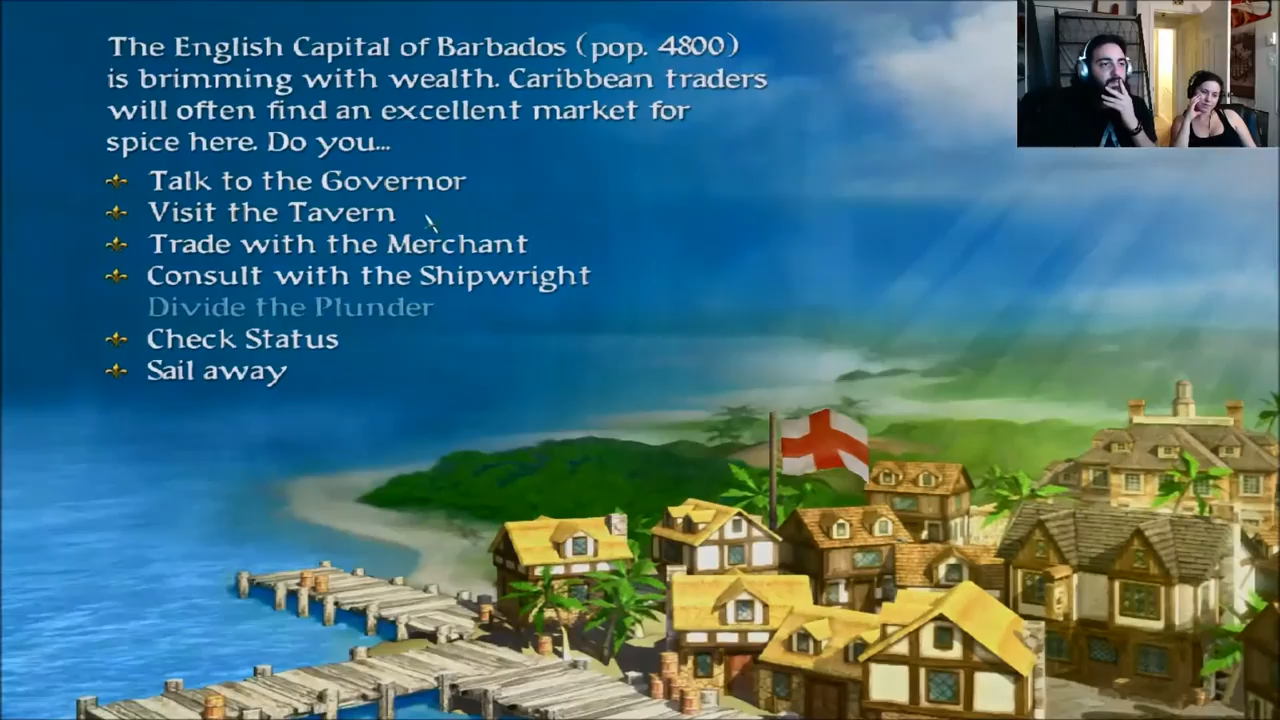 The English Capital of Barbados (pop. 4800)
is brimming with wealth. Caribbean traders
will often find an excellent market for
spice here. Do you...
Talk to the Governor
Visit the Tavern
Trade with the Merchant
Consult with the Shipwright
Divide the Plunder
Check Status
Sail away